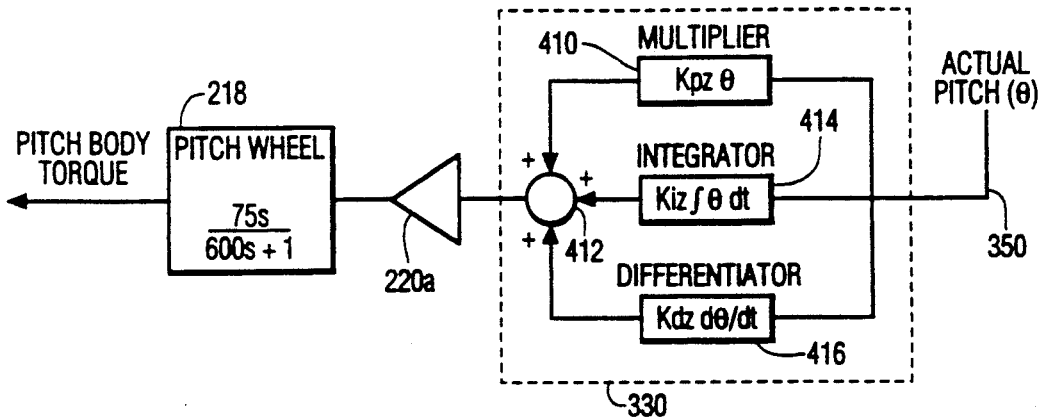 410
MULTIPLIER
Kpz θ
ACTUAL
PITCH (θ)
218
PITCH BODY
TORQUE
PITCH WHEEL
75s
600s + 1
220a
+
+
+
412
INTEGRATOR
414
Kiz ∫ θ dt
350
DIFFERENTIATOR
Kdz dθ/dt
416
330